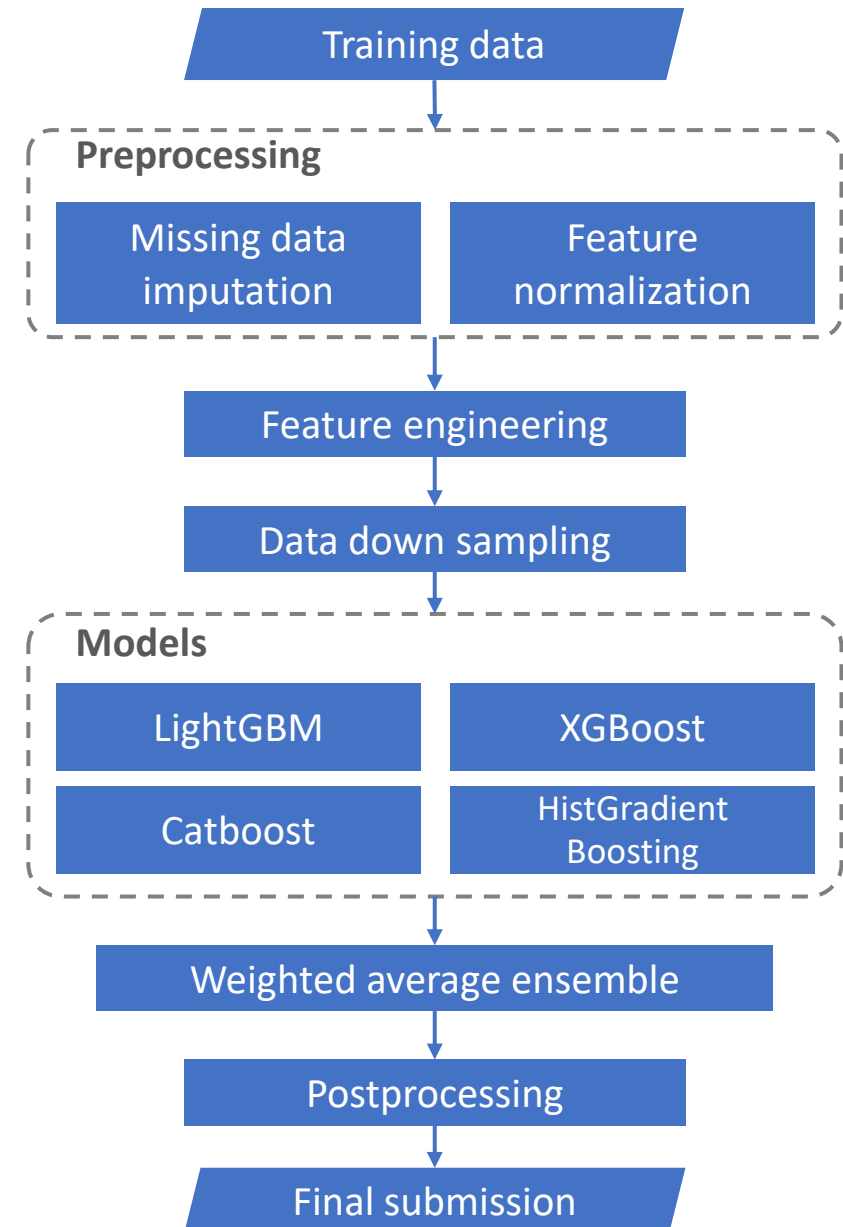 Training data
Preprocessing
Missing data
imputation
Feature
normalization
Feature engineering
Data down sampling
Models
LightGBM
XGBoost
Catboost
HistGradient
Boosting
Weighted average ensemble
Postprocessing
Final submission